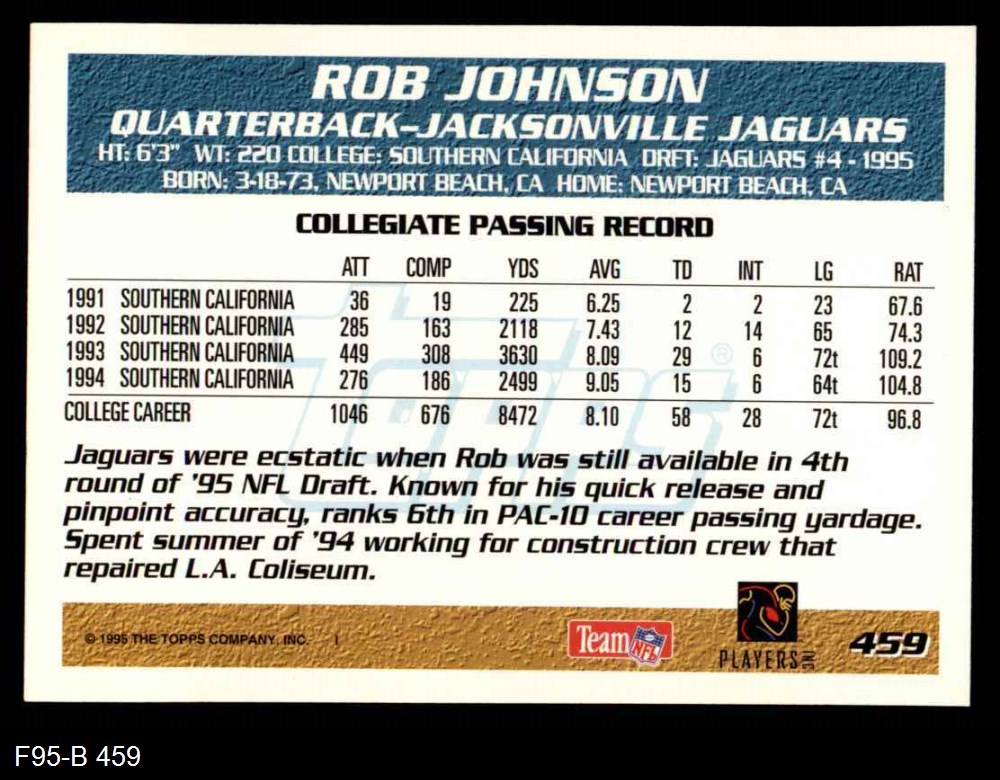 ROB JOHNSON
QUARTERBACK-JACKSONVILLE JAGUARS
HT: 6'3" WT: 220 COLLEGE: SOUTHERN CALIFORNIA DRFT: JAGUARS #4 - 1995
BORN: 3-18-73, NEWPORT BEACH, CA HOME: NEWPORT BEACH, CA
COLLEGIATE PASSING RECORD
ATT COMP YDS AVG TD INT LG RAT
1991 SOUTHERN CALIFORNIA 36 19 225 6.25 2 2 23 67.6
1992 SOUTHERN CALIFORNIA 285 163 2118 7.43 12 14 65 74.3
1993 SOUTHERN CALIFORNIA 449 308 3630 8.09 29 6 72t 109.2
1994 SOUTHERN CALIFORNIA 276 186 2499 9.05 15 6 64t 104.8
COLLEGE CAREER 1046 676 8472 8.10 58 28 72t 96.8
topps ®
Jaguars were ecstatic when Rob was still available in 4th
round of '95 NFL Draft. Known for his quick release and
pinpoint accuracy, ranks 6th in PAC-10 career passing yardage.
Spent summer of '94 working for construction crew that
repaired L.A. Coliseum.
© 1995 THE TOPPS COMPANY, INC. I
Team NFL
PLAYERS INC
459
F95-B 459